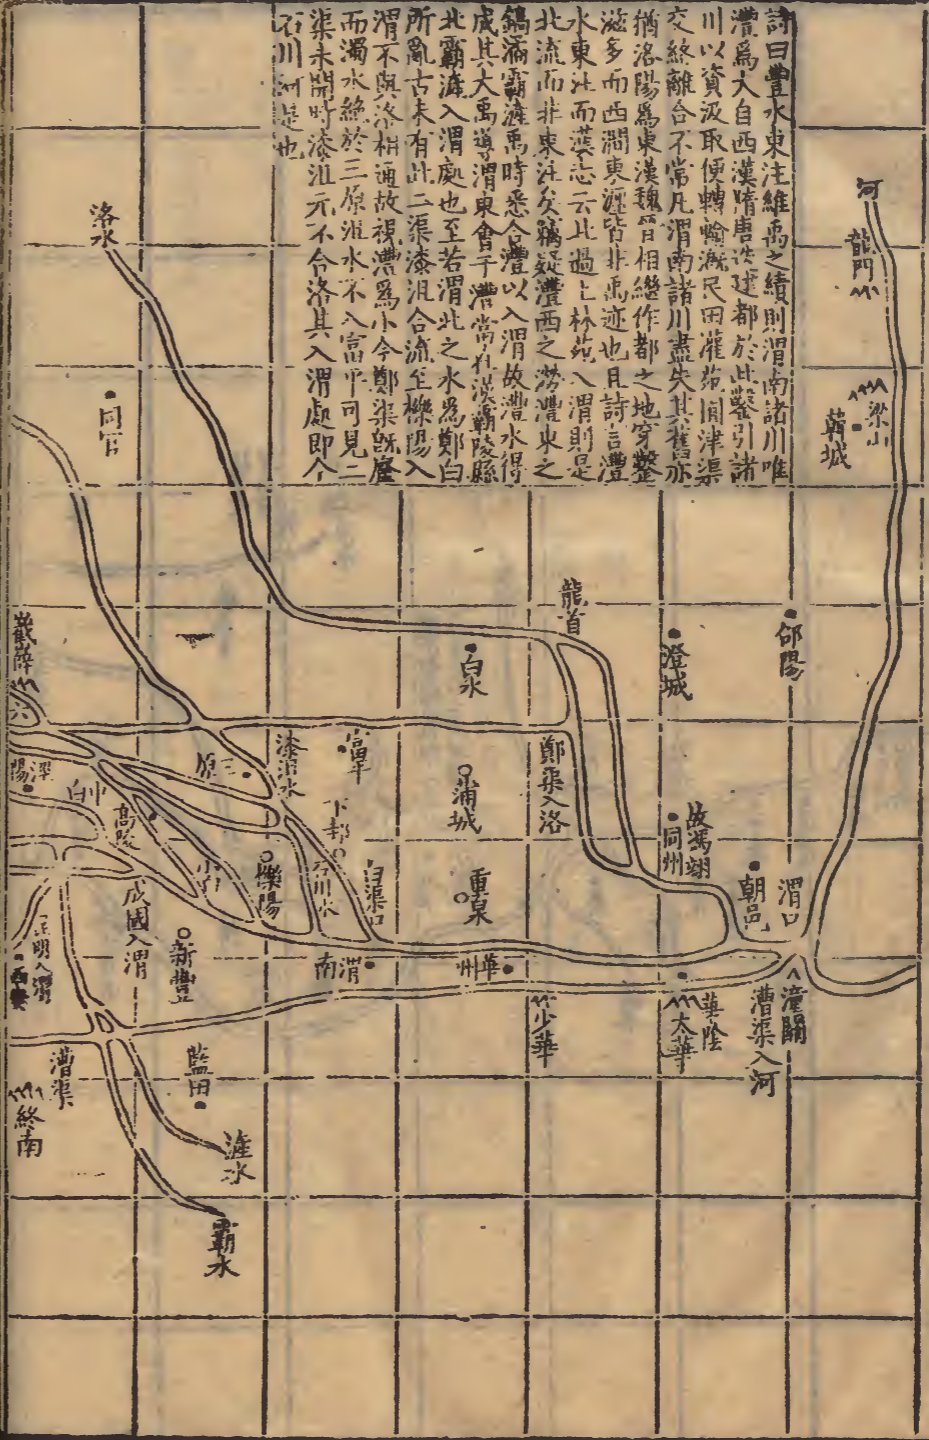 詩曰豐水東注維禹之績則渭南諸川唯
灃爲大自西漢隋唐迭建都於此鑿引諸
川以資汲取便轉輸漑民田灌苑囿津渠
交終離合不常凡渭南諸川盡失其舊亦
猶洛陽爲東漢魏晉相繼作都之地穿鑿
滋多而西澗東瀍皆非禹迹也且詩言灃
水東注而漢志云北過上林苑入渭則是
北流而非東注矣竊疑灃西之澇灃東之
鎬潏霸滻禹時悉合灃以入渭故灃水得
成其大禹導渭東會于灃當在漢霸陵縣
北霸滻入渭處也至若渭北之水爲鄭白
所亂古未有此二渠漆沮合流至櫟陽入
渭不與洛相通故視灃爲小今鄭渠旣廢
而濁水絶於三原沮水不入富平可見二
渠未開時漆沮元不合洛其入渭處即今
石川河是也
河
龍門
梁山
韓城
洛水
同官
龍首
郃陽
澄城
白水
巀嶭
富平
漆沮水
三原
鄭渠入洛
蒲城
中白
高陵
下邽
石川水
白渠口
櫟陽
重泉
故馮翊
同州
朝邑
渭口
成國入渭
新豐
渭南
華州
少華
太華
華陰
潼關
漕渠入河
漕渠
藍田
終南
滻水
霸水